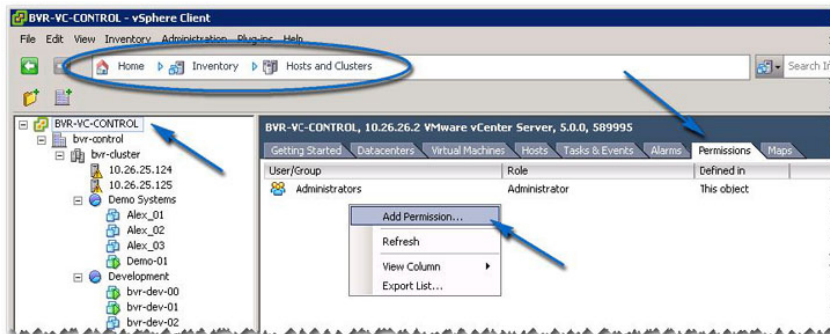 BVR-VC-CONTROL - vSphere Client
File Edit View Inventory Administration Plug-ins Help
Home Inventory Hosts and Clusters
Search In
BVR-VC-CONTROL
bvr-control
bvr-cluster
10.26.25.124
10.26.25.125
Demo Systems
Alex_01
Alex_02
Alex_03
Demo-01
Development
bvr-dev-00
bvr-dev-01
bvr-dev-02
BVR-VC-CONTROL, 10.26.26.2 VMware vCenter Server, 5.0.0, 589995
Getting Started Datacenters Virtual Machines Hosts Tasks & Events Alarms Permissions Maps
User/Group Role Defined in
Administrators Administrator This object
Add Permission...
Refresh
View Column
Export List...